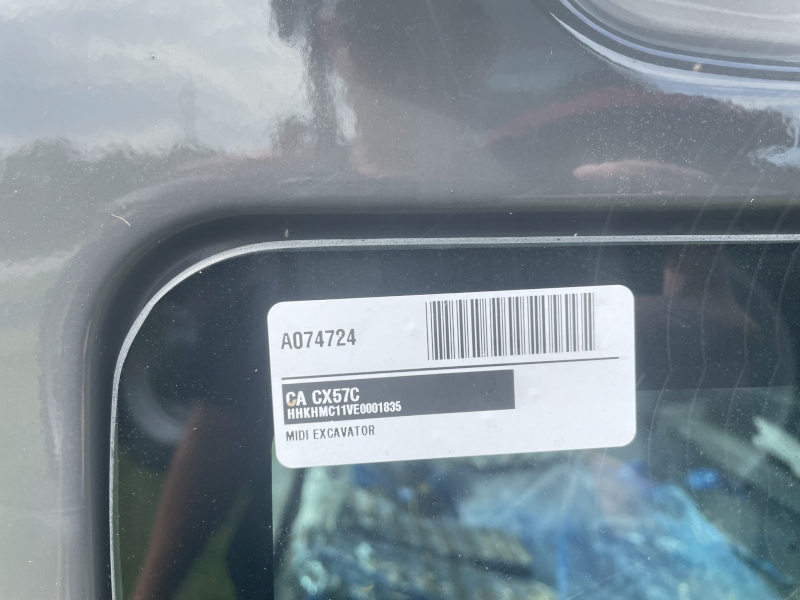 A074724
CA CX57C
HHKHMC11VE0001835
MIDI EXCAVATOR